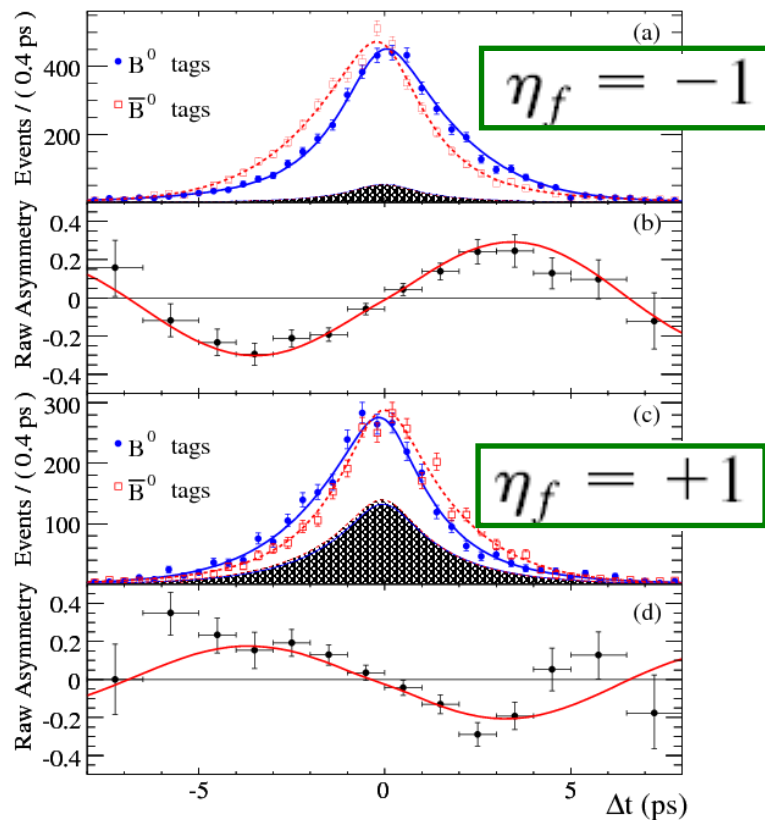 (a)
Events / ( 0.4 ps )
400
200
B⁰ tags
B̅⁰ tags
η_f = −1
(b)
Raw Asymmetry
0.4
0.2
0
-0.2
-0.4
(c)
Events / ( 0.4 ps )
300
200
100
B⁰ tags
B̅⁰ tags
η_f = +1
(d)
Raw Asymmetry
0.4
0.2
0
-0.2
-0.4
-5 0 5
Δt (ps)